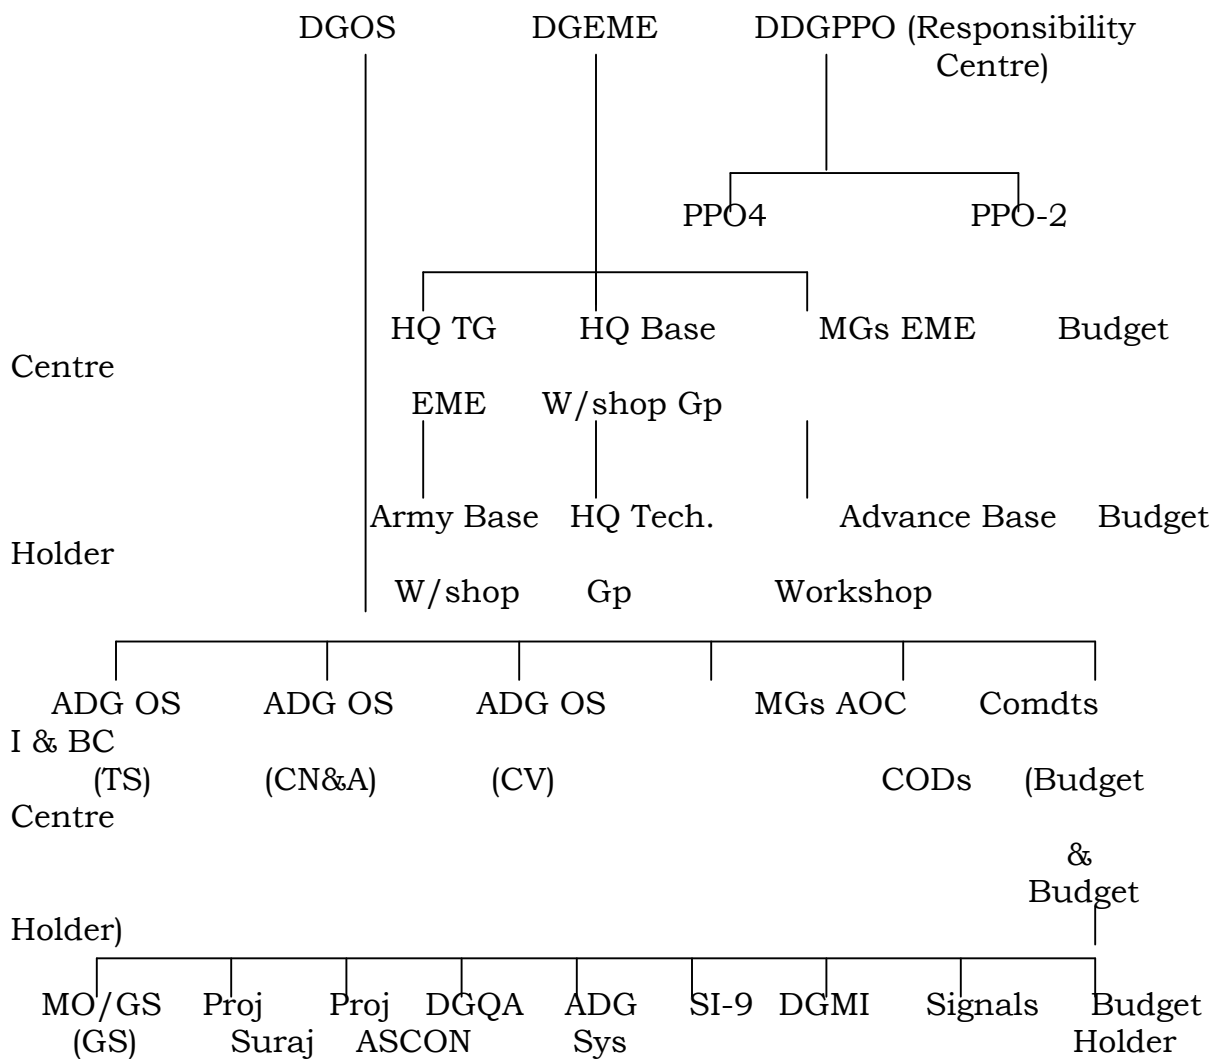 DGOS DGEME DDGPPO (Responsibility
Centre)
PPO4 PPO-2
HQ TG HQ Base MGs EME Budget
Centre
EME W/shop Gp
Army Base HQ Tech. Advance Base Budget
Holder
W/shop Gp Workshop
ADG OS ADG OS ADG OS MGs AOC Comdts
I & BC
(TS) (CN&A) (CV) CODs (Budget
Centre
&
Budget
Holder)
MO/GS Proj Proj DGQA ADG SI-9 DGMI Signals Budget
(GS) Suraj ASCON Sys Holder